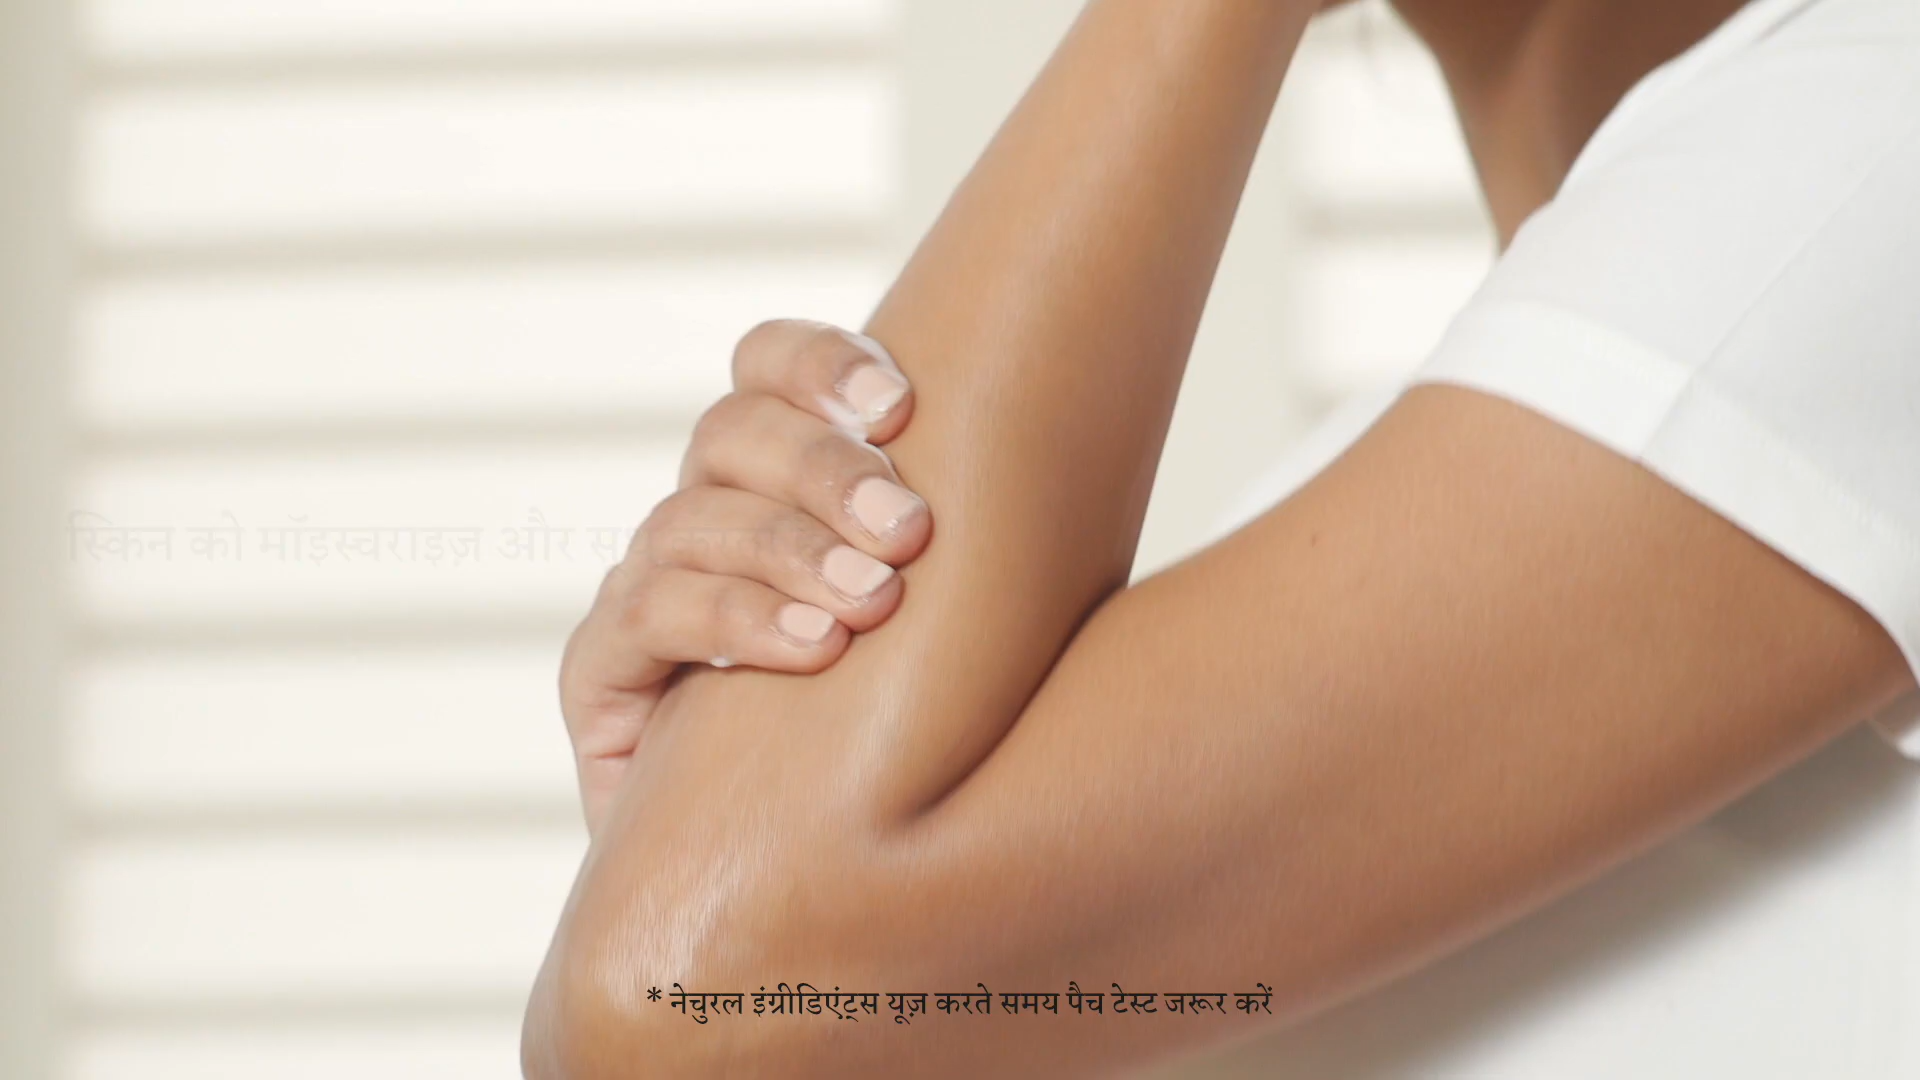 स्किन को मॉइस्चराइज़ और
* नेचुरल इंग्रीडिएंट्स यूज़ करते समय पैच टेस्ट जरूर करें